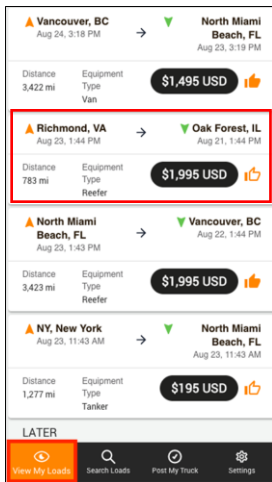 Vancouver, BC
Aug 24, 3:18 PM
North Miami
Beach, FL
Aug 23, 3:19 PM
Distance
3,422 mi
Equipment
Type
Van
$1,495 USD
Richmond, VA
Aug 23, 1:44 PM
Oak Forest, IL
Aug 21, 1:44 PM
Distance
783 mi
Equipment
Type
Reefer
$1,995 USD
North Miami
Beach, FL
Aug 23, 1:43 PM
Vancouver, BC
Aug 22, 1:44 PM
Distance
3,423 mi
Equipment
Type
Reefer
$1,995 USD
NY, New York
Aug 23, 11:43 AM
North Miami
Beach, FL
Aug 23, 11:43 AM
Distance
1,277 mi
Equipment
Type
Tanker
$195 USD
LATER
View My Loads
Search Loads
Post My Truck
Settings